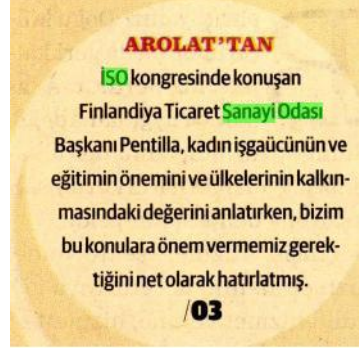 AROLAT'TAN
İSO kongresinde konuşan
Finlandiya Ticaret Sanayi Odası
Başkanı Pentilla, kadın işgaücünün ve
eğitimin önemini ve ülkelerinin kalkın-
masındaki değerini anlatırken, bizim
bu konulara önem vermemiz gerek-
tiğini net olarak hatırlatmış.
/03